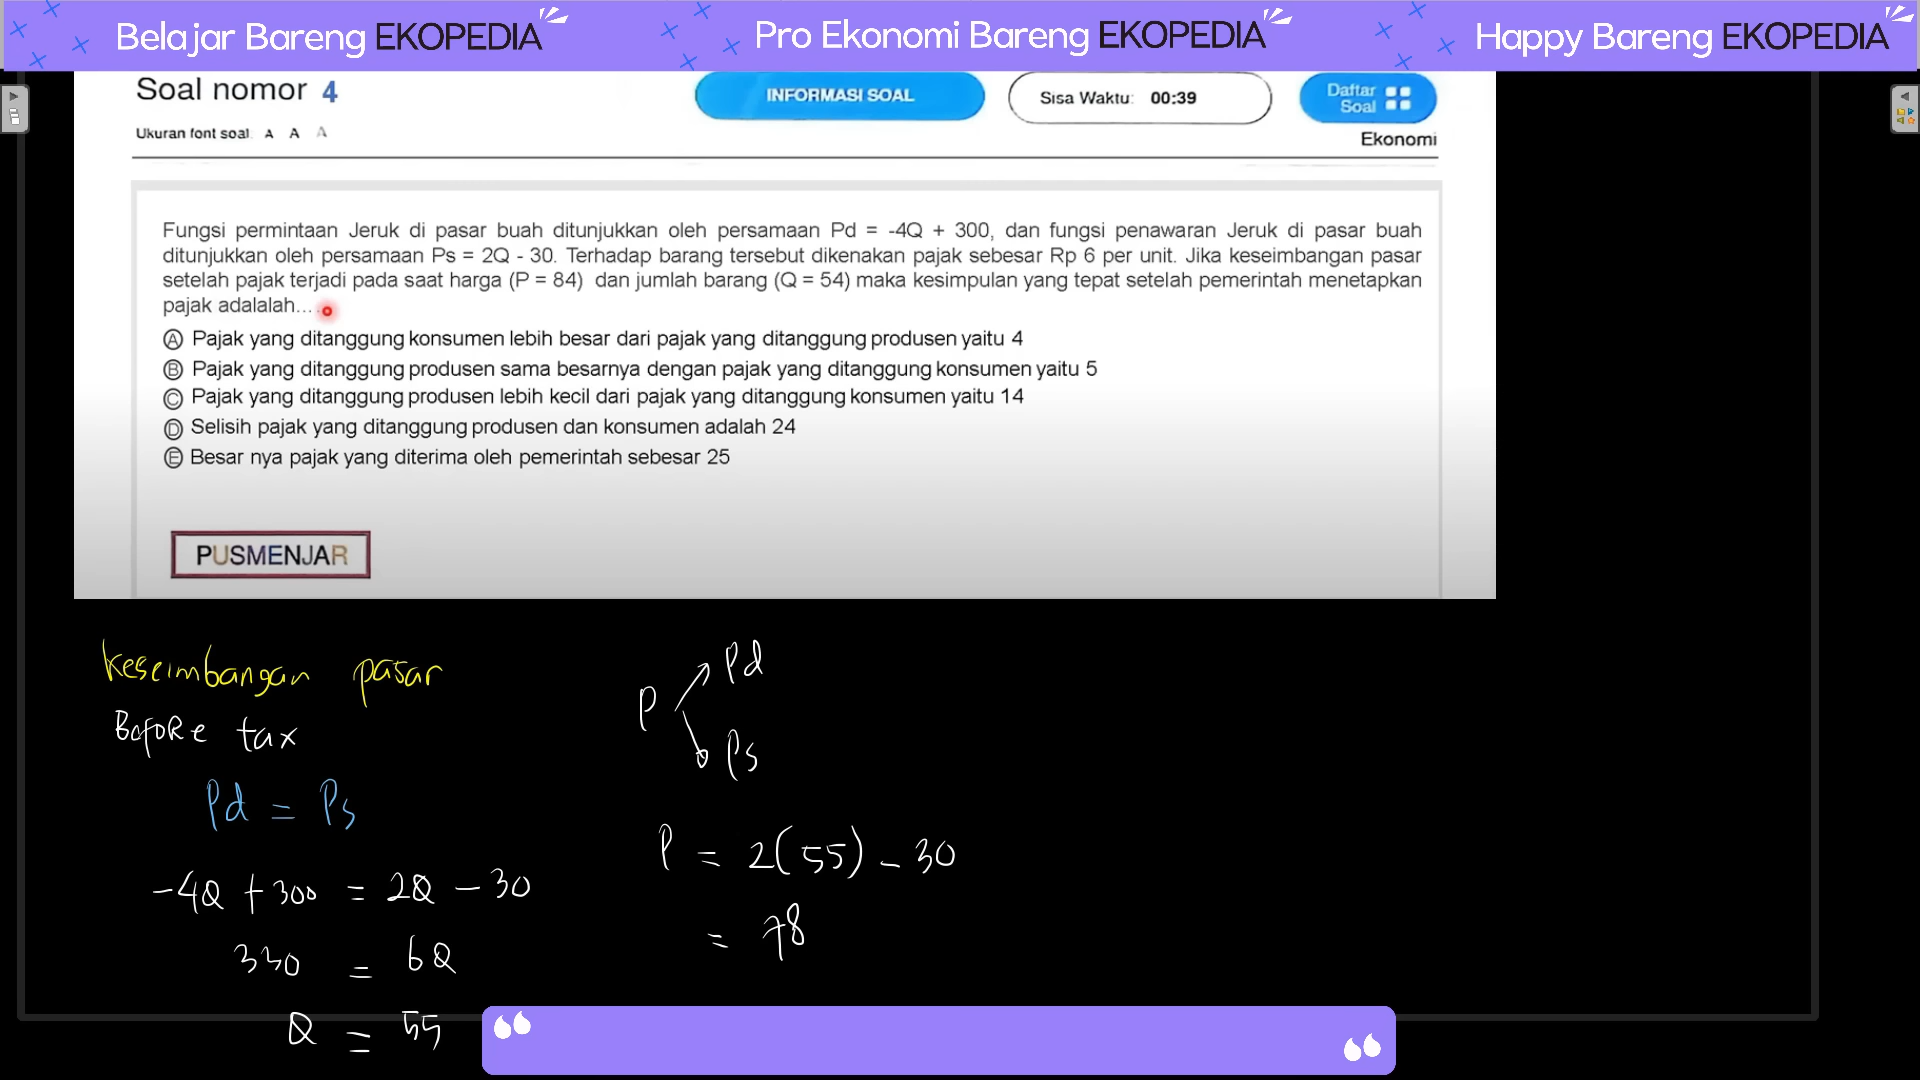 Belajar Bareng EKOPEDIA
Pro Ekonomi Bareng EKOPEDIA
Happy Bareng EKOPEDIA
Soal nomor 4
INFORMASI SOAL
Sisa Waktu: 00:39
Daftar
Soal
Ukuran font soal: A A A
Ekonomi
Fungsi permintaan Jeruk di pasar buah ditunjukkan oleh persamaan Pd = -4Q + 300, dan fungsi penawaran Jeruk di pasar buah
ditunjukkan oleh persamaan Ps = 2Q - 30. Terhadap barang tersebut dikenakan pajak sebesar Rp 6 per unit. Jika keseimbangan pasar
setelah pajak terjadi pada saat harga (P = 84) dan jumlah barang (Q = 54) maka kesimpulan yang tepat setelah pemerintah menetapkan
pajak adalalah....
A Pajak yang ditanggung konsumen lebih besar dari pajak yang ditanggung produsen yaitu 4
B Pajak yang ditanggung produsen sama besarnya dengan pajak yang ditanggung konsumen yaitu 5
C Pajak yang ditanggung produsen lebih kecil dari pajak yang ditanggung konsumen yaitu 14
D Selisih pajak yang ditanggung produsen dan konsumen adalah 24
E Besar nya pajak yang diterima oleh pemerintah sebesar 25
PUSMENJAR
Keseimbangan pasar
Before tax
Pd = Ps
-4Q + 300 = 2Q - 30
330 = 6Q
Q = 55
Pd
P
Ps
P = 2(55) - 30
= 78